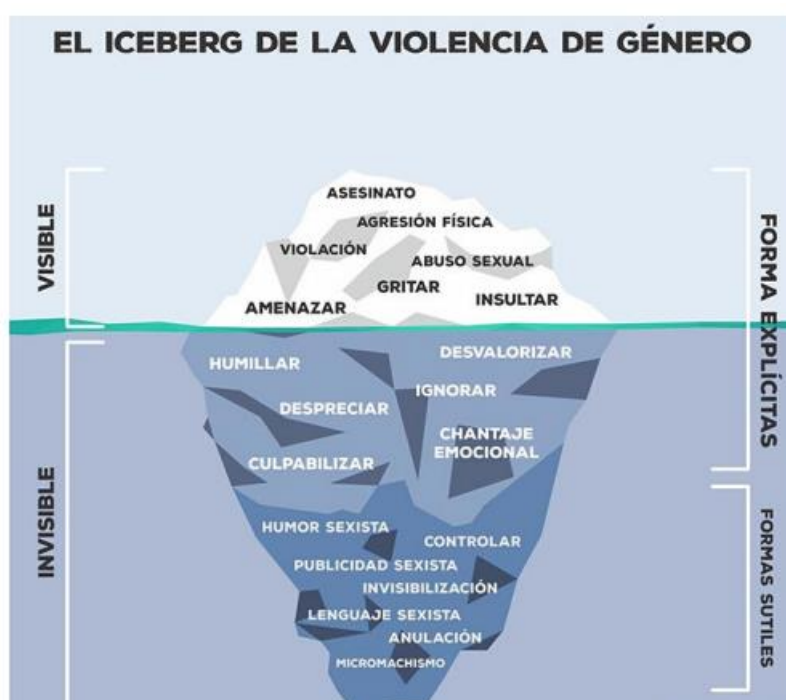 EL ICEBERG DE LA VIOLENCIA DE GÉNERO
VISIBLE
ASESINATO
AGRESIÓN FÍSICA
VIOLACIÓN
ABUSO SEXUAL
GRITAR
AMENAZAR
INSULTAR
FORMA EXPLÍCITAS
INVISIBLE
HUMILLAR
DESVALORIZAR
IGNORAR
DESPRECIAR
CHANTAJE
EMOCIONAL
CULPABILIZAR
HUMOR SEXISTA
CONTROLAR
PUBLICIDAD SEXISTA
INVISIBILIZACIÓN
LENGUAJE SEXISTA
ANULACIÓN
MICROMACHISMO
FORMAS SUTILES